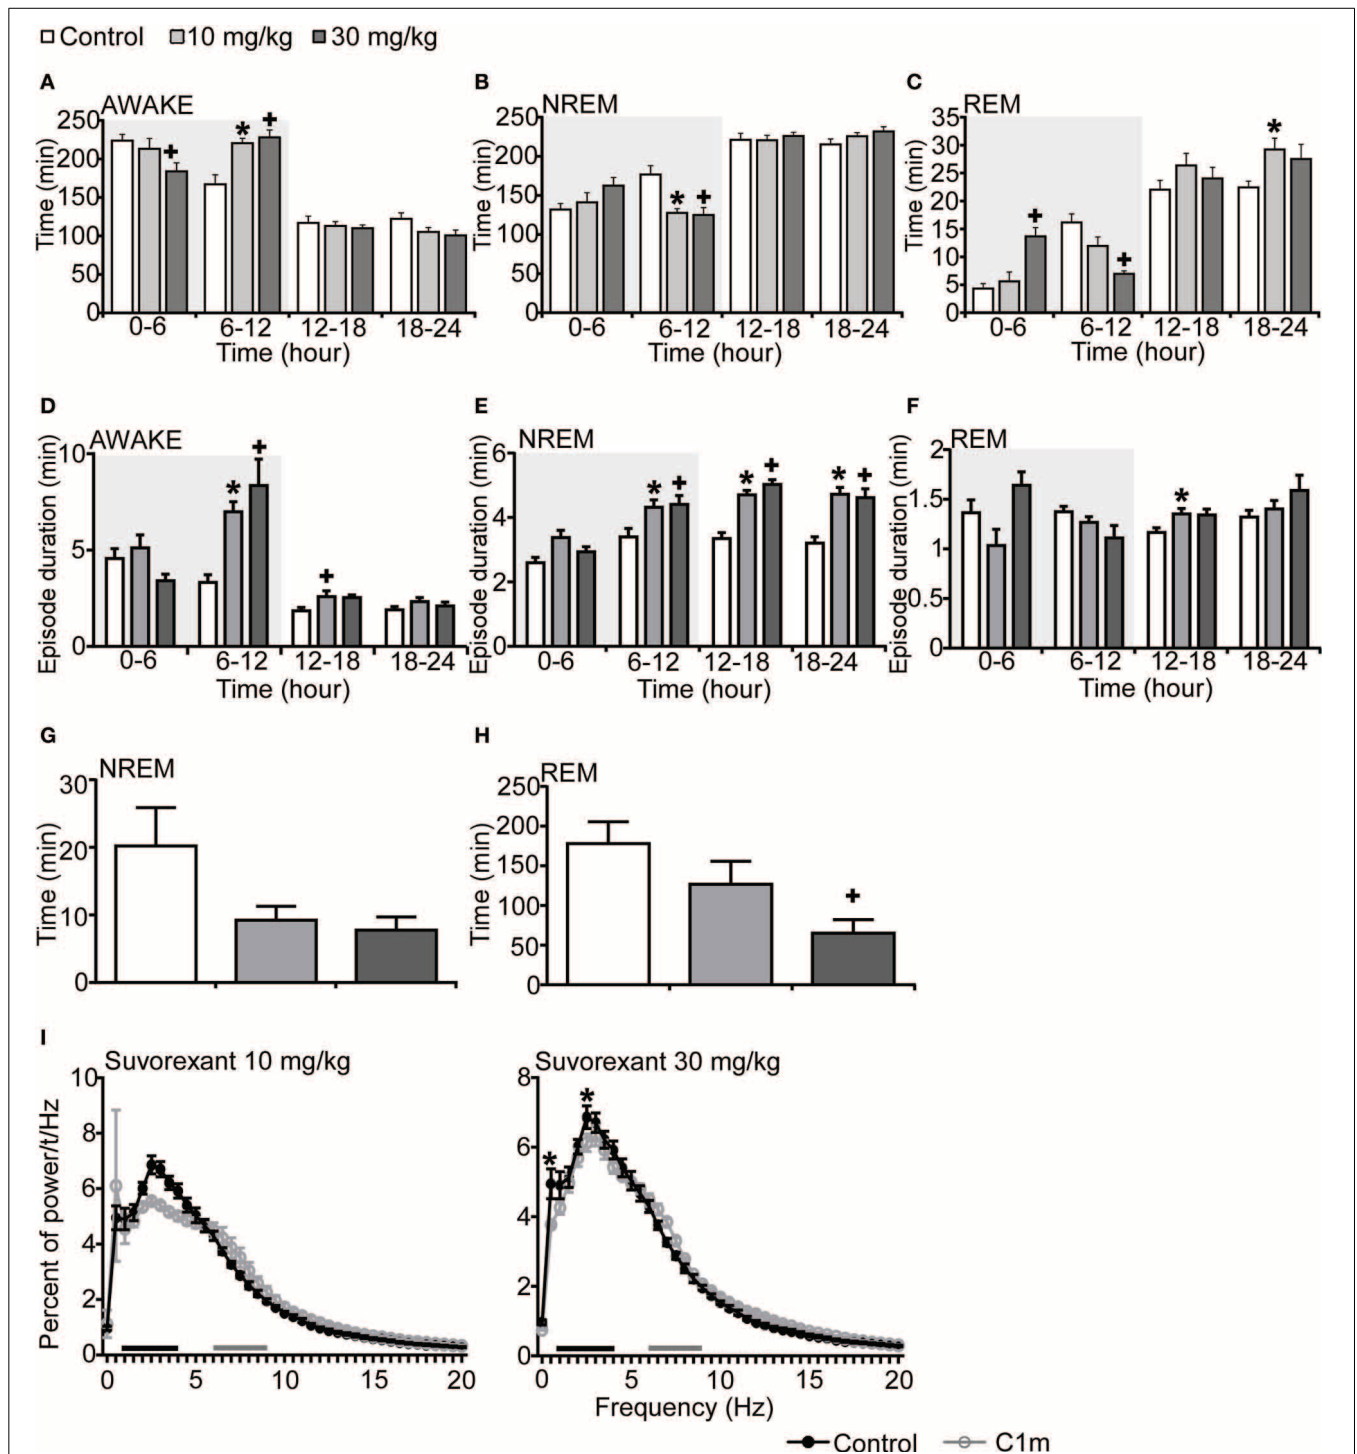 Control 10 mg/kg 30 mg/kg
A
AWAKE
Time (min)
250
200
150
100
50
0
+ * +
0-6 6-12 12-18 18-24
Time (hour)
B
NREM
Time (min)
250
200
150
100
50
0
* +
0-6 6-12 12-18 18-24
Time (hour)
C
REM
Time (min)
35
30
25
20
15
10
5
0
+ + *
0-6 6-12 12-18 18-24
Time (hour)
D
AWAKE
Episode duration (min)
10
5
0
* + +
0-6 6-12 12-18 18-24
Time (hour)
E
NREM
Episode duration (min)
6
4
2
0
* + * + * +
0-6 6-12 12-18 18-24
Time (hour)
F
REM
Episode duration (min)
2
1.5
1
0.5
0
*
0-6 6-12 12-18 18-24
Time (hour)
G
NREM
Time (min)
30
20
10
0
H
REM
Time (min)
250
200
150
100
50
0
+
I
Suvorexant 10 mg/kg
Percent of power/t/Hz
10
8
6
4
2
0
0 5 10 15 20
Suvorexant 30 mg/kg
8
6
4
2
0
* *
0 5 10 15 20
Frequency (Hz)
Control C1m